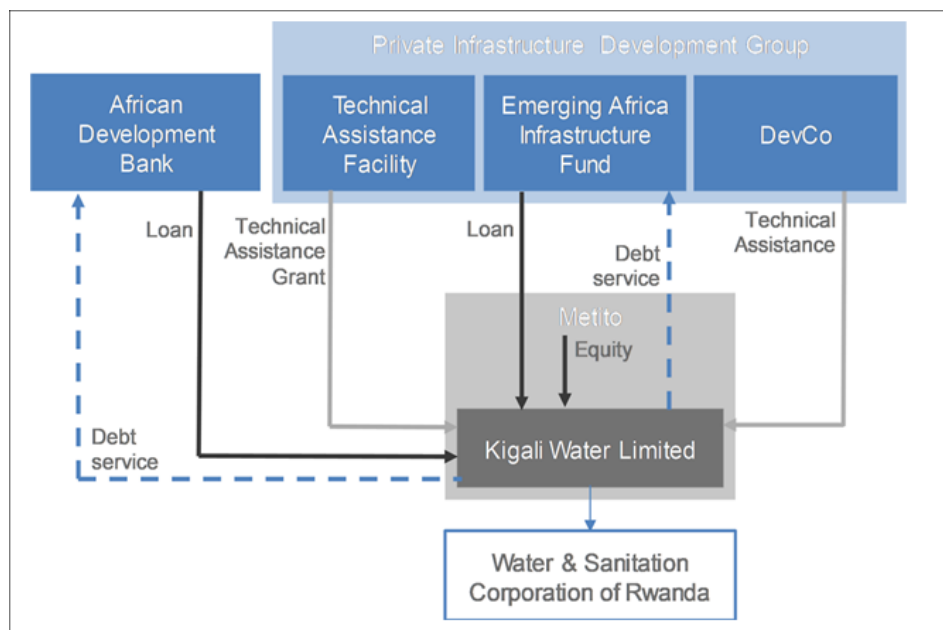 Private Infrastructure Development Group
African
Development
Bank
Technical
Assistance
Facility
Emerging Africa
Infrastructure
Fund
DevCo
Loan
Technical
Assistance
Grant
Loan
Debt
service
Technical
Assistance
Metito
Equity
Debt
service
Kigali Water Limited
Water & Sanitation
Corporation of Rwanda